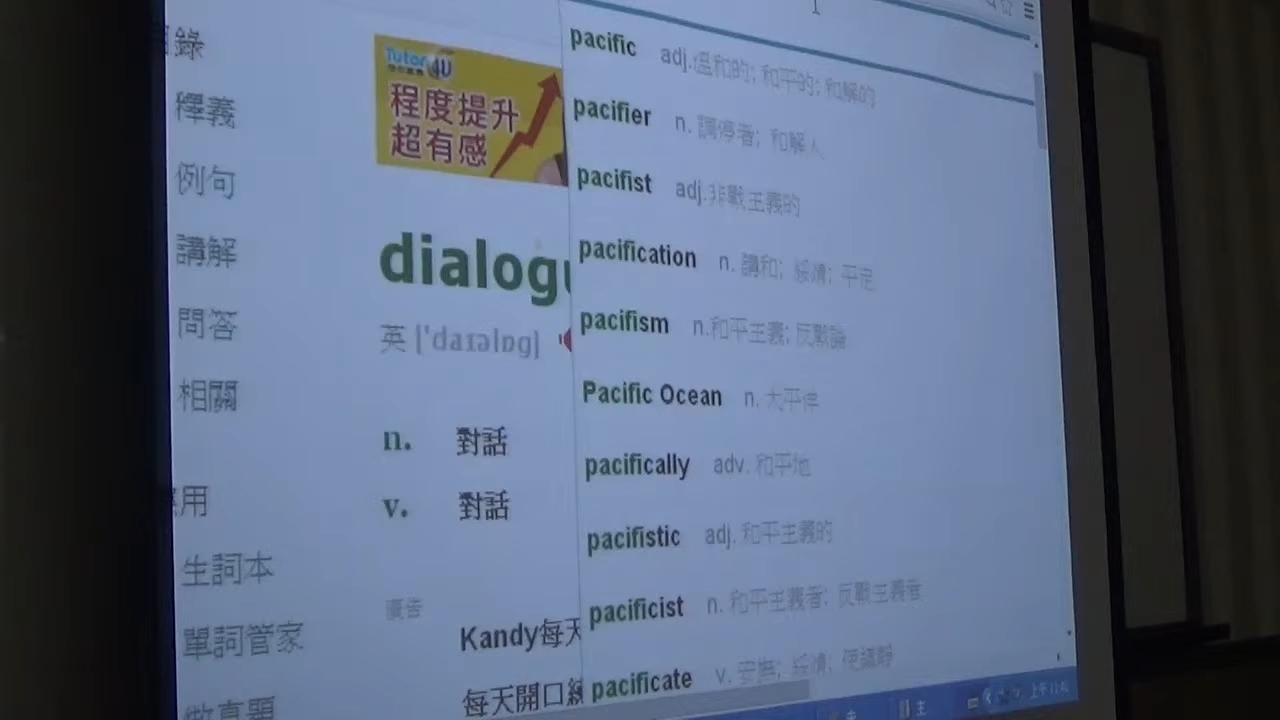 釋義
例句
講解
問答
相關
用
生詞本
單詞管家
Tutor 4U
程度提升
超有感
dialogu
英 ['daɪəlɒg]
n. 對話
v. 對話
廣告
Kandy每天
每天開口練
pacific adj.溫和的; 和平的; 和解的
pacifier n. 調停者; 和解人
pacifist adj.非戰主義的
pacification n. 講和; 綏靖; 平定
pacifism n.和平主義; 反戰論
Pacific Ocean n. 太平洋
pacifically adv. 和平地
pacifistic adj. 和平主義的
pacificist n. 和平主義者; 反戰主義者
pacificate v. 安撫; 綏靖; 使鎮靜